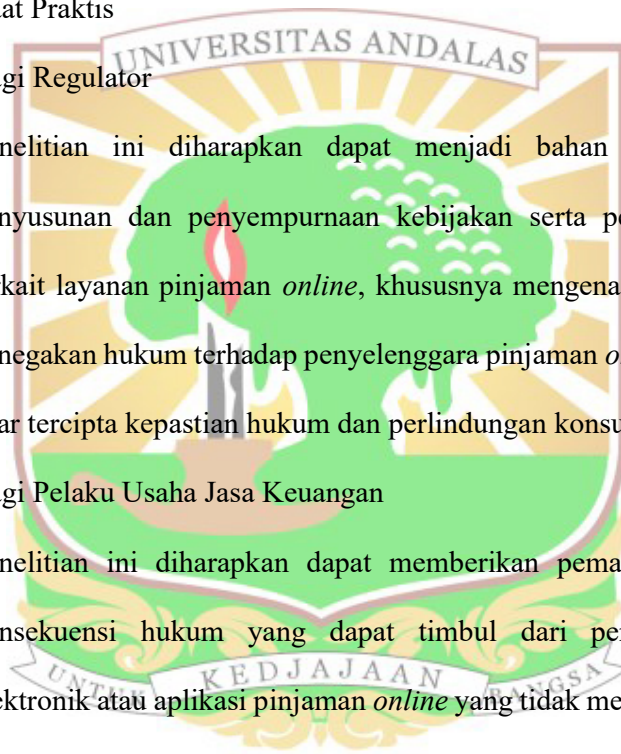 at Praktis
UNIVERSITAS ANDALAS
gi Regulator
nelitian ini diharapkan dapat menjadi bahan
nyusunan dan penyempurnaan kebijakan serta pe
kait layanan pinjaman online, khususnya mengena
negakan hukum terhadap penyelenggara pinjaman o
ar tercipta kepastian hukum dan perlindungan konsu
gi Pelaku Usaha Jasa Keuangan
nelitian ini diharapkan dapat memberikan pema
nsekuensi hukum yang dapat timbul dari pe
ektronik atau aplikasi pinjaman online yang tidak me
UNTUK KEDJAJAAN BANGSA